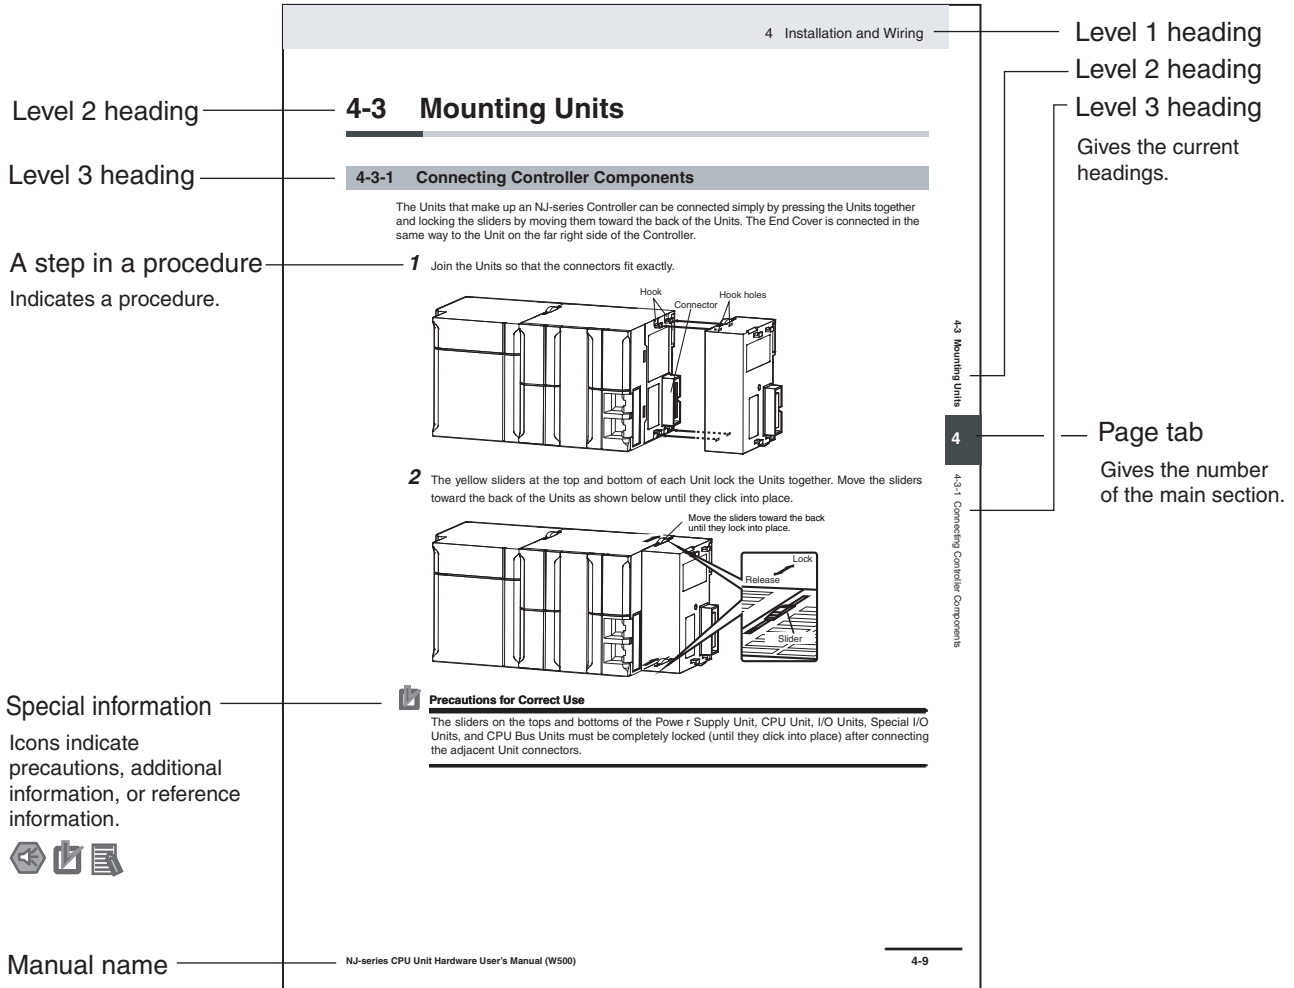 4 Installation and Wiring
Level 1 heading
Level 2 heading
Level 3 heading
Gives the current
headings.
Level 2 heading
4-3 Mounting Units
Level 3 heading
4-3-1 Connecting Controller Components
The Units that make up an NJ-series Controller can be connected simply by pressing the Units together
and locking the sliders by moving them toward the back of the Units. The End Cover is connected in the
same way to the Unit on the far right side of the Controller.
A step in a procedure
Indicates a procedure.
1 Join the Units so that the connectors fit exactly.
Hook
Connector
Hook holes
4-3 Mounting Units
4
Page tab
Gives the number
of the main section.
4-3-1 Connecting Controller Components
2 The yellow sliders at the top and bottom of each Unit lock the Units together. Move the sliders
toward the back of the Units as shown below until they click into place.
Move the sliders toward the back
until they lock into place.
Lock
Release
Slider
Special information
Icons indicate
precautions, additional
information, or reference
information.
Precautions for Correct Use
The sliders on the tops and bottoms of the Powe r Supply Unit, CPU Unit, I/O Units, Special I/O
Units, and CPU Bus Units must be completely locked (until they click into place) after connecting
the adjacent Unit connectors.
Manual name
NJ-series CPU Unit Hardware User's Manual (W500)
4-9